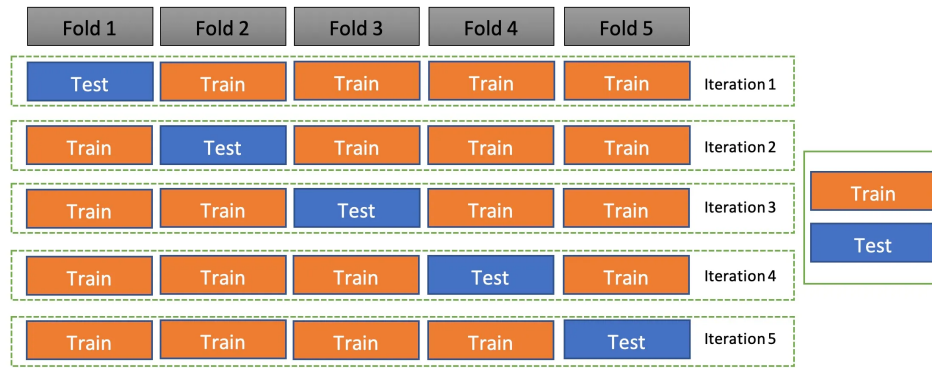 Fold 1 Fold 2 Fold 3 Fold 4 Fold 5
Test Train Train Train Train Iteration 1
Train Test Train Train Train Iteration 2
Train Train Test Train Train Iteration 3
Train Train Train Test Train Iteration 4
Train Train Train Train Test Iteration 5
Train
Test